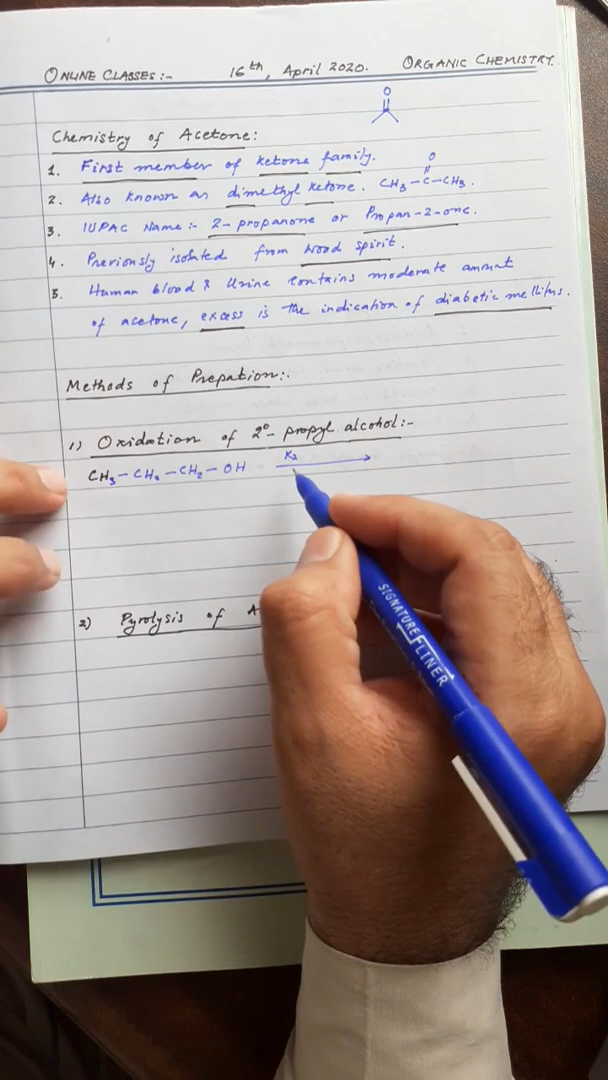 ONLINE CLASSES:- 16th, April 2020. ORGANIC CHEMISTRY.
O
Chemistry of Acetone:
1. First member of ketone family.
O
2. Also known as dimethyl ketone. CH3-C-CH3.
3. IUPAC Name:- 2-propanone or Propan-2-one.
4. Previously isolated from wood spirit.
5. Human blood & Urine contains moderate amount
of acetone, excess is the indication of diabetic mellitus.
Methods of Prepation:-
1) Oxidation of 2° propyl alcohol:-
CH3-CH2-CH2-OH K2
2) Pyrolysis of A
SIGNATURE FLINER